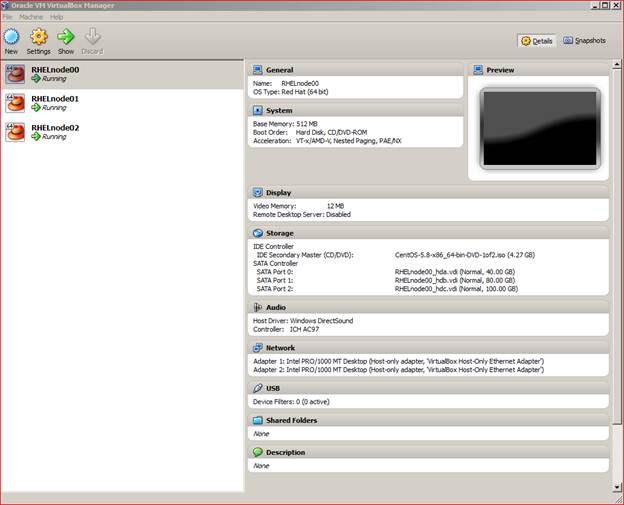 Oracle VM VirtualBox Manager
File Machine Help
New Settings Show Discard
Details Snapshots
64 RHELnode00
Running
64 RHELnode01
Running
64 RHELnode02
Running
General
Name: RHELnode00
OS Type: Red Hat (64 bit)
Preview
System
Base Memory: 512 MB
Boot Order: Hard Disk, CD/DVD-ROM
Acceleration: VT-x/AMD-V, Nested Paging, PAE/NX
Display
Video Memory: 12 MB
Remote Desktop Server: Disabled
Storage
IDE Controller
IDE Secondary Master (CD/DVD): CentOS-5.8-x86_64-bin-DVD-1of2.iso (4.27 GB)
SATA Controller
SATA Port 0: RHELnode00_hda.vdi (Normal, 40.00 GB)
SATA Port 1: RHELnode00_hdb.vdi (Normal, 80.00 GB)
SATA Port 2: RHELnode00_hdc.vdi (Normal, 100.00 GB)
Audio
Host Driver: Windows DirectSound
Controller: ICH AC97
Network
Adapter 1: Intel PRO/1000 MT Desktop (Host-only adapter, 'VirtualBox Host-Only Ethernet Adapter')
Adapter 2: Intel PRO/1000 MT Desktop (Host-only adapter, 'VirtualBox Host-Only Ethernet Adapter')
USB
Device Filters: 0 (0 active)
Shared Folders
None
Description
None